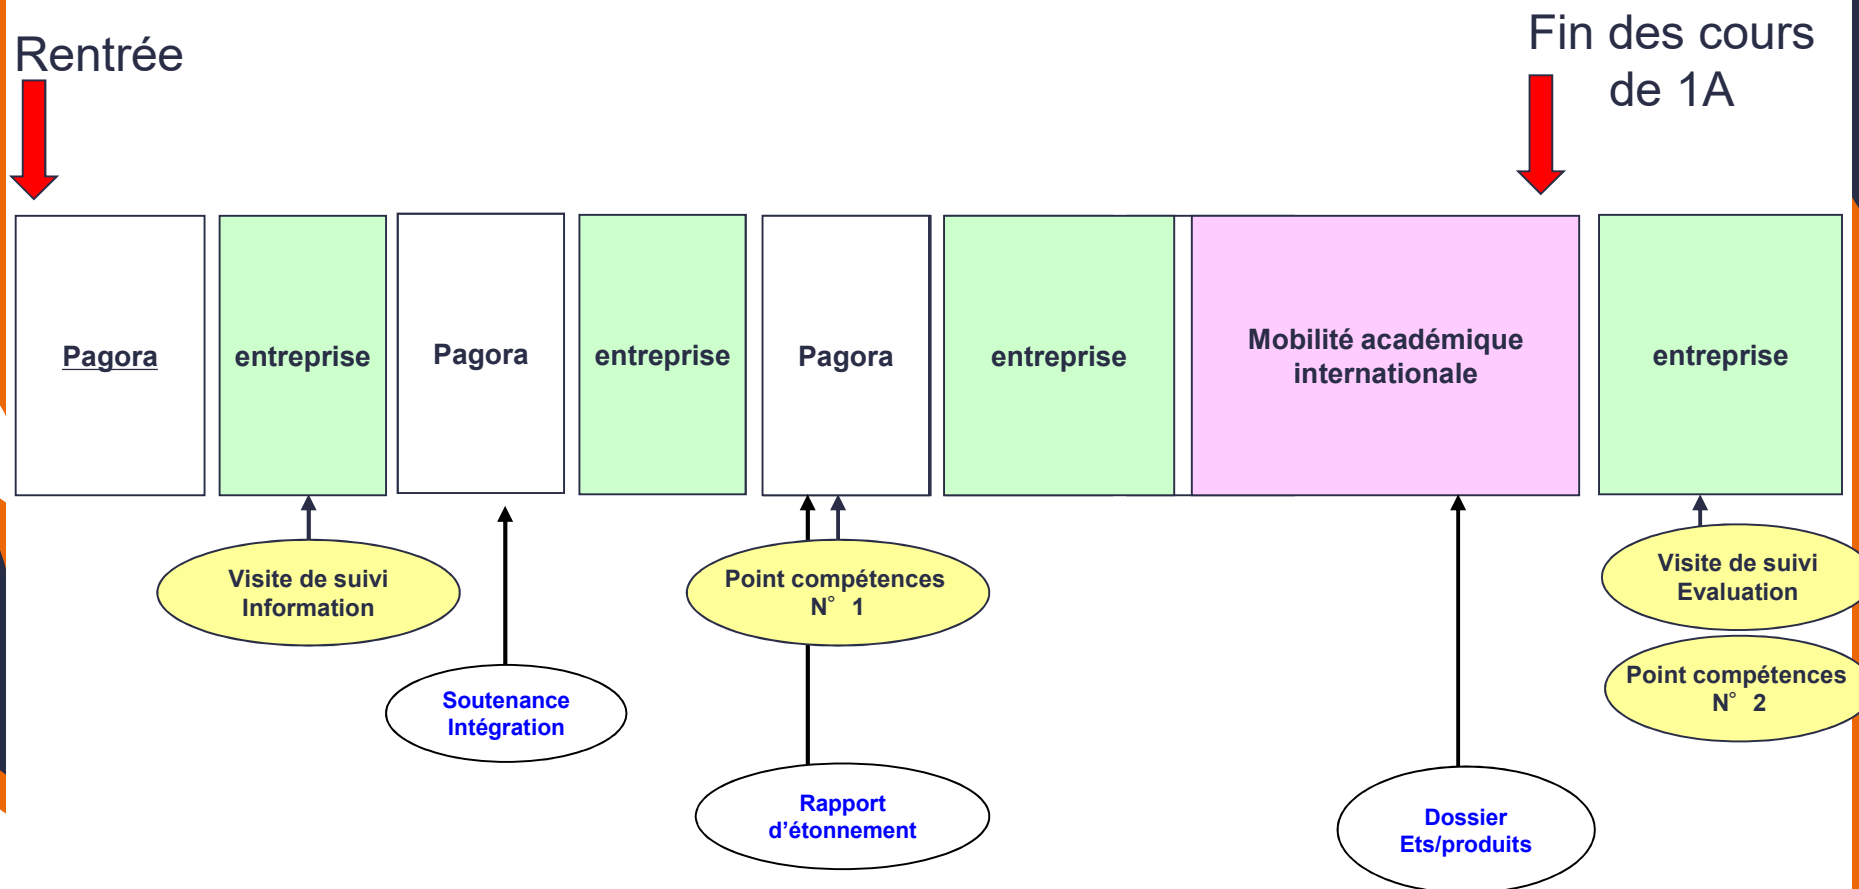 Rentrée
Fin des cours
de 1A
Pagora
entreprise
Pagora
entreprise
Pagora
entreprise
Mobilité académique
internationale
entreprise
Visite de suivi
Information
Point compétences
N° 1
Visite de suivi
Evaluation
Point compétences
N° 2
Soutenance
Intégration
Rapport
d’étonnement
Dossier
Ets/produits